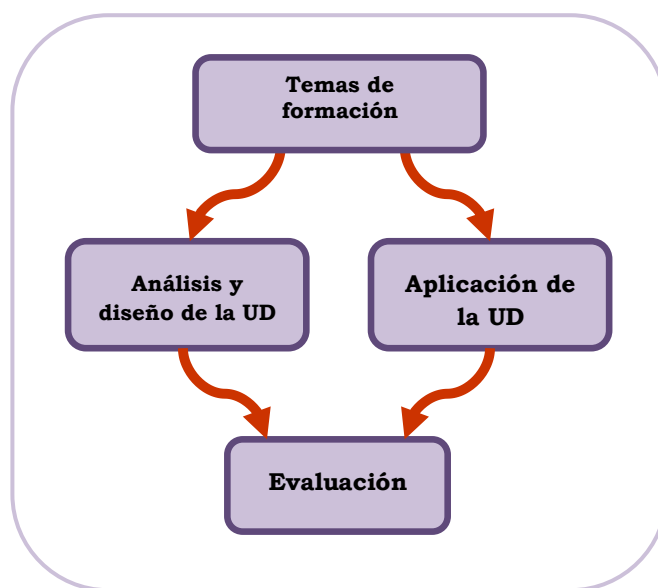 Temas de
formación
Análisis y
diseño de la UD
Aplicación de
la UD
Evaluación